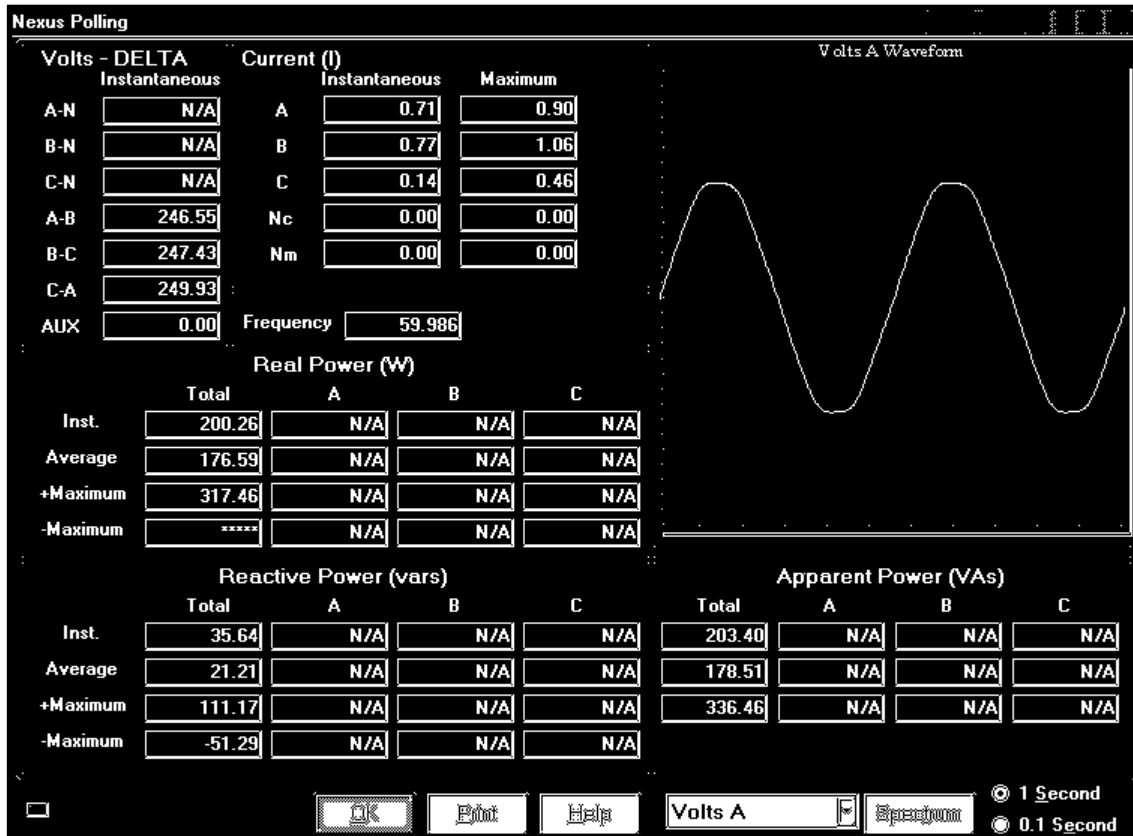 Nexus Polling
Volts - DELTA
Instantaneous
A-N N/A
B-N N/A
C-N N/A
A-B 246.55
B-C 247.43
C-A 249.93
AUX 0.00
Current (I)
Instantaneous Maximum
A 0.71 0.90
B 0.77 1.06
C 0.14 0.46
Nc 0.00 0.00
Nm 0.00 0.00
Frequency 59.986
Volts A Waveform
Real Power (W)
Total A B C
Inst. 200.26 N/A N/A N/A
Average 176.59 N/A N/A N/A
+Maximum 317.46 N/A N/A N/A
-Maximum ***** N/A N/A N/A
Reactive Power (vars)
Total A B C
Inst. 35.64 N/A N/A N/A
Average 21.21 N/A N/A N/A
+Maximum 111.17 N/A N/A N/A
-Maximum -51.29 N/A N/A N/A
Apparent Power (VAs)
Total A B C
203.40 N/A N/A N/A
178.51 N/A N/A N/A
336.46 N/A N/A N/A
OK Print Help Volts A Spectrum
1 Second
0.1 Second